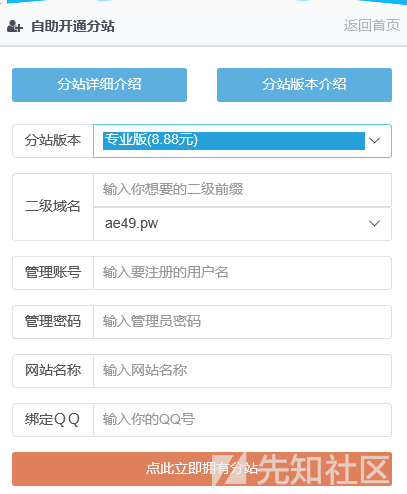 自助开通分站 返回首页
分站详细介绍 分站版本介绍
分站版本 专业版(8.88元)
二级域名 输入你想要的二级前缀
ae49.pw
管理账号 输入要注册的用户名
管理密码 输入管理员密码
网站名称 输入网站名称
绑定ＱＱ 输入你的QQ号
点此立即拥有分站
先知社区